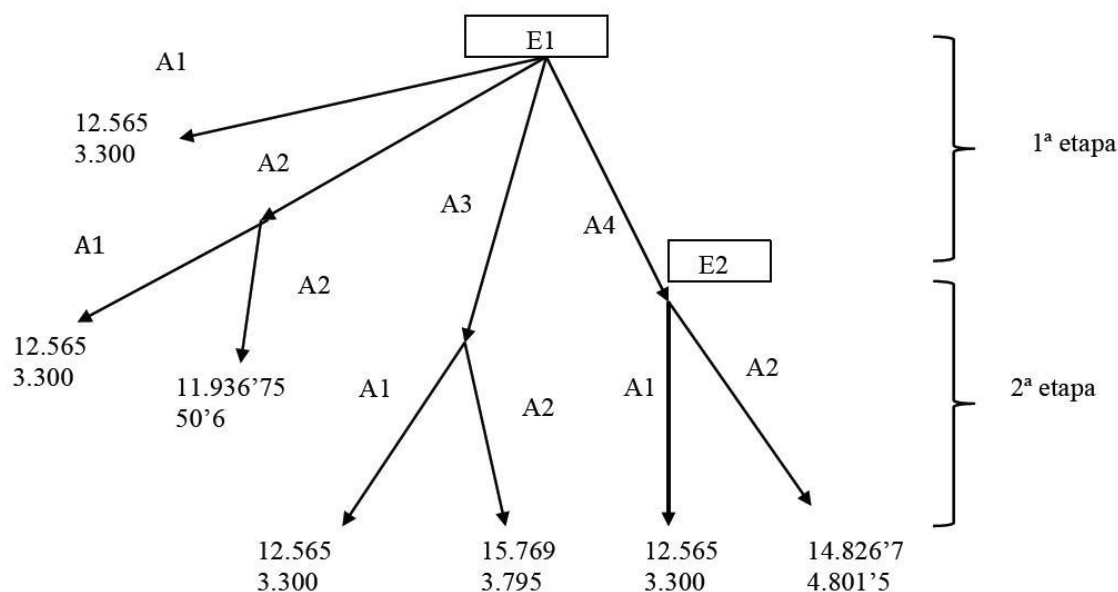 E1
A1
12.565
3.300
1ª etapa
A2
A3
A4
A1
E2
A2
12.565
3.300
11.936’75
50’6
A1
A2
A1
A2
2ª etapa
12.565
3.300
15.769
3.795
12.565
3.300
14.826’7
4.801’5